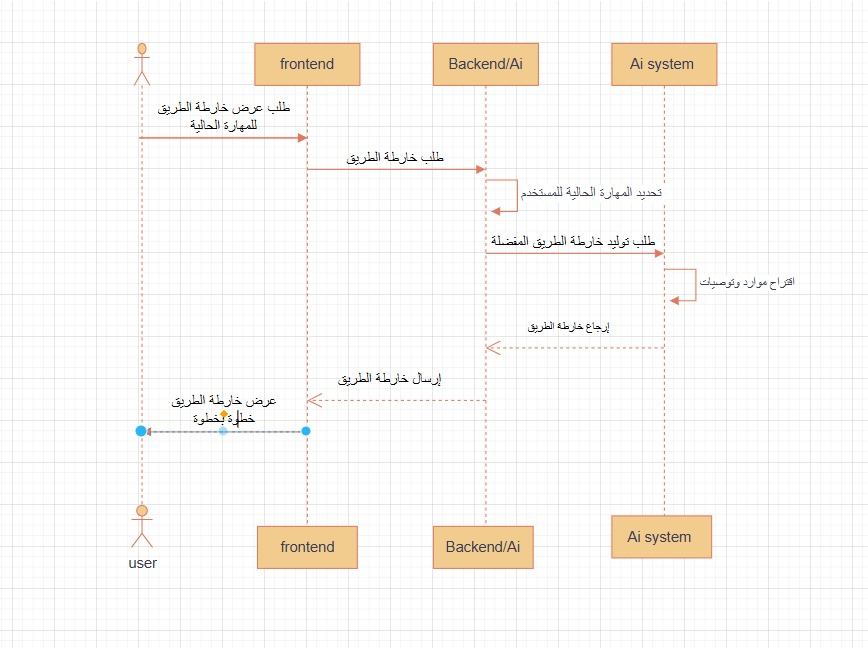 frontend
Backend/Ai
Ai system
طلب عرض خارطة الطريق
للمهارة الحالية
طلب خارطة الطريق
تحديد المهارة الحالية للمستخدم
طلب توليد خارطة الطريق المفضلة
اقتراح موارد وتوصيات
إرجاع خارطة الطريق
إرسال خارطة الطريق
عرض خارطة الطريق
خطوة بخطوة
frontend
Backend/Ai
Ai system
user